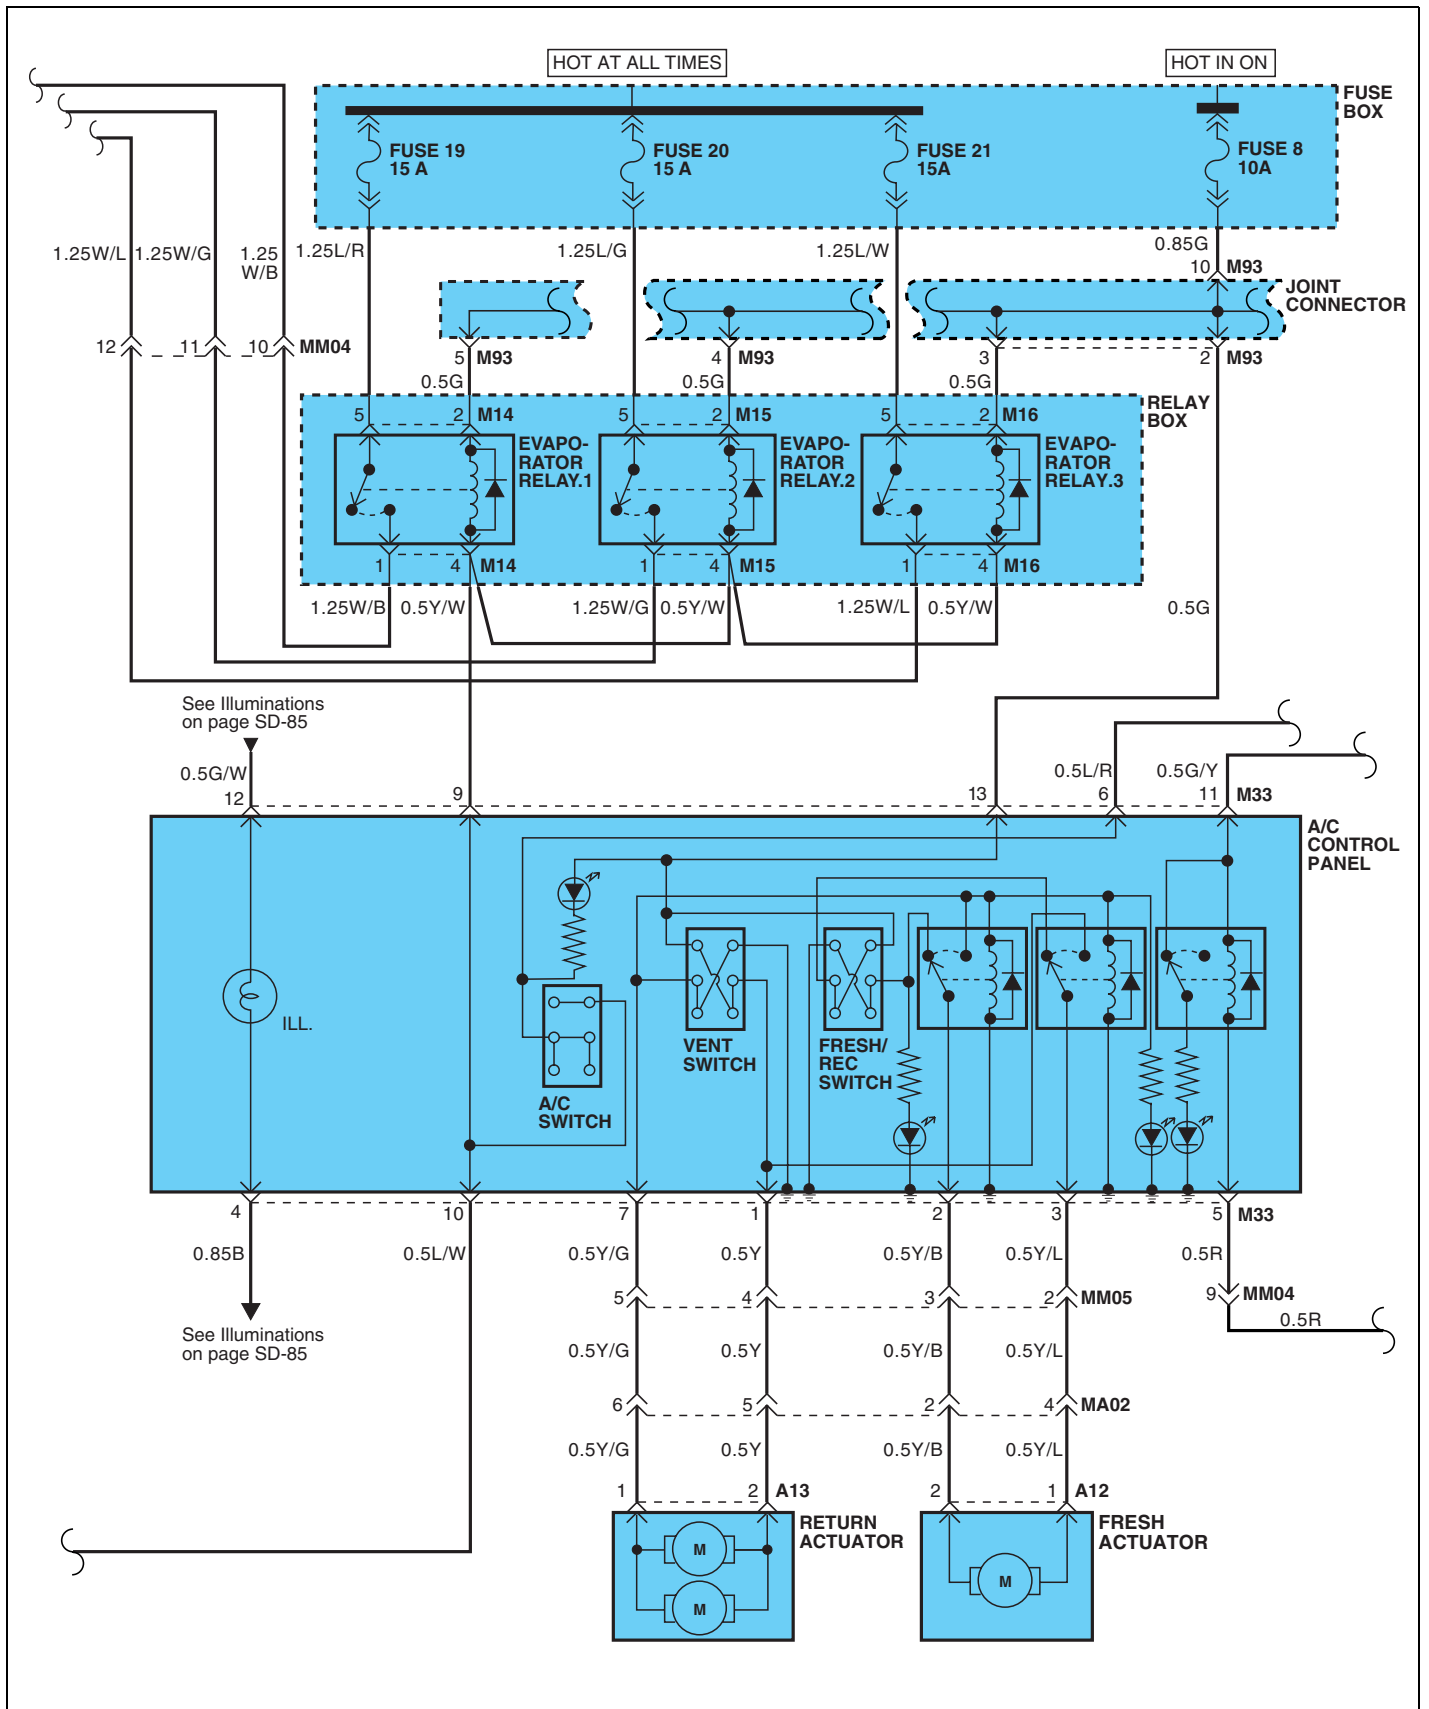 HOT AT ALL TIMES
HOT IN ON
FUSE
BOX
FUSE 19
15 A
FUSE 20
15 A
FUSE 21
15A
FUSE 8
10A
1.25W/L
1.25W/G
1.25
W/B
1.25L/R
1.25L/G
1.25L/W
0.85G
10 M93
JOINT
CONNECTOR
12
11
10 MM04
5 M93
4 M93
3
2 M93
0.5G
0.5G
0.5G
RELAY
BOX
5
2 M14
5
2 M15
5
2 M16
EVAPO-
RATOR
RELAY.1
EVAPO-
RATOR
RELAY.2
EVAPO-
RATOR
RELAY.3
1
4 M14
1
4 M15
1
4 M16
1.25W/B
0.5Y/W
1.25W/G
0.5Y/W
1.25W/L
0.5Y/W
0.5G
See Illuminations
on page SD-85
0.5G/W
0.5L/R
0.5G/Y
12
9
13
6
11 M33
A/C
CONTROL
PANEL
ILL.
A/C
SWITCH
VENT
SWITCH
FRESH/
REC
SWITCH
4
10
7
1
2
3
5 M33
0.85B
0.5L/W
0.5Y/G
0.5Y
0.5Y/B
0.5Y/L
0.5R
5
4
3
2 MM05
9 MM04
0.5R
See Illuminations
on page SD-85
0.5Y/G
0.5Y
0.5Y/B
0.5Y/L
6
5
2
4 MA02
0.5Y/G
0.5Y
0.5Y/B
0.5Y/L
1
2 A13
2
1 A12
RETURN
ACTUATOR
FRESH
ACTUATOR
M
M
M